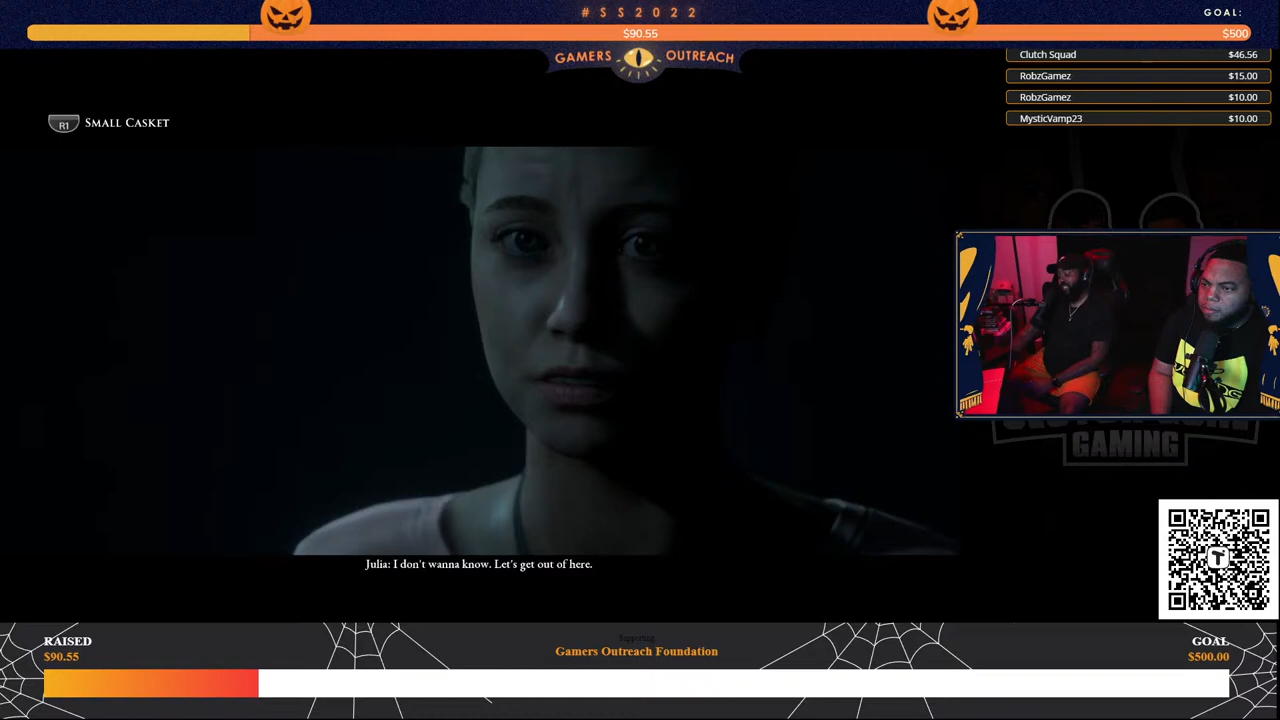 #SS2022
GOAL:
$90.55
$500
GAMERS OUTREACH
Clutch Squad $46.56
RobzGamez $15.00
RobzGamez $10.00
MysticVamp23 $10.00
R1 SMALL CASKET
GAMING
Julia: I don't wanna know. Let's get out of here.
T
RAISED
Supporting
GOAL
$90.55
Gamers Outreach Foundation
$500.00